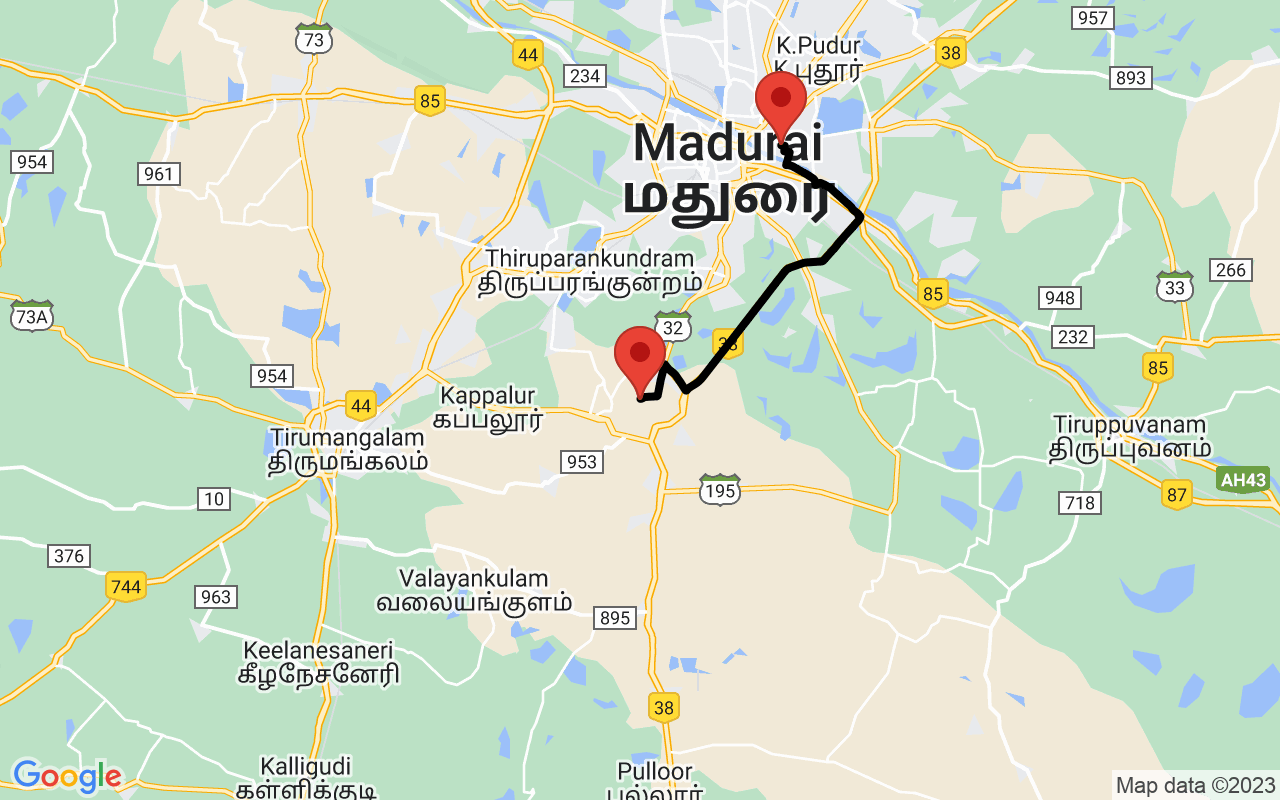 957
73
K.Pudur
38
44
க.புதூர்
234
893
85
Madurai
954
961
மதுரை
Thiruparankundram
திருப்பரங்குன்றம்
266
33
85
948
73A
32
232
38
85
954
Kappalur
கப்பலூர்
44
Tirumangalam
திருமங்கலம்
Tiruppuvanam
திருப்புவனம்
953
AH43
195
87
10
718
376
Valayankulam
வலையங்குளம்
744
963
895
Keelanesaneri
கீழநேசனேரி
38
Kalligudi
கள்ளிக்குடி
Pulloor
புல்லூர்
Google
Map data ©2023